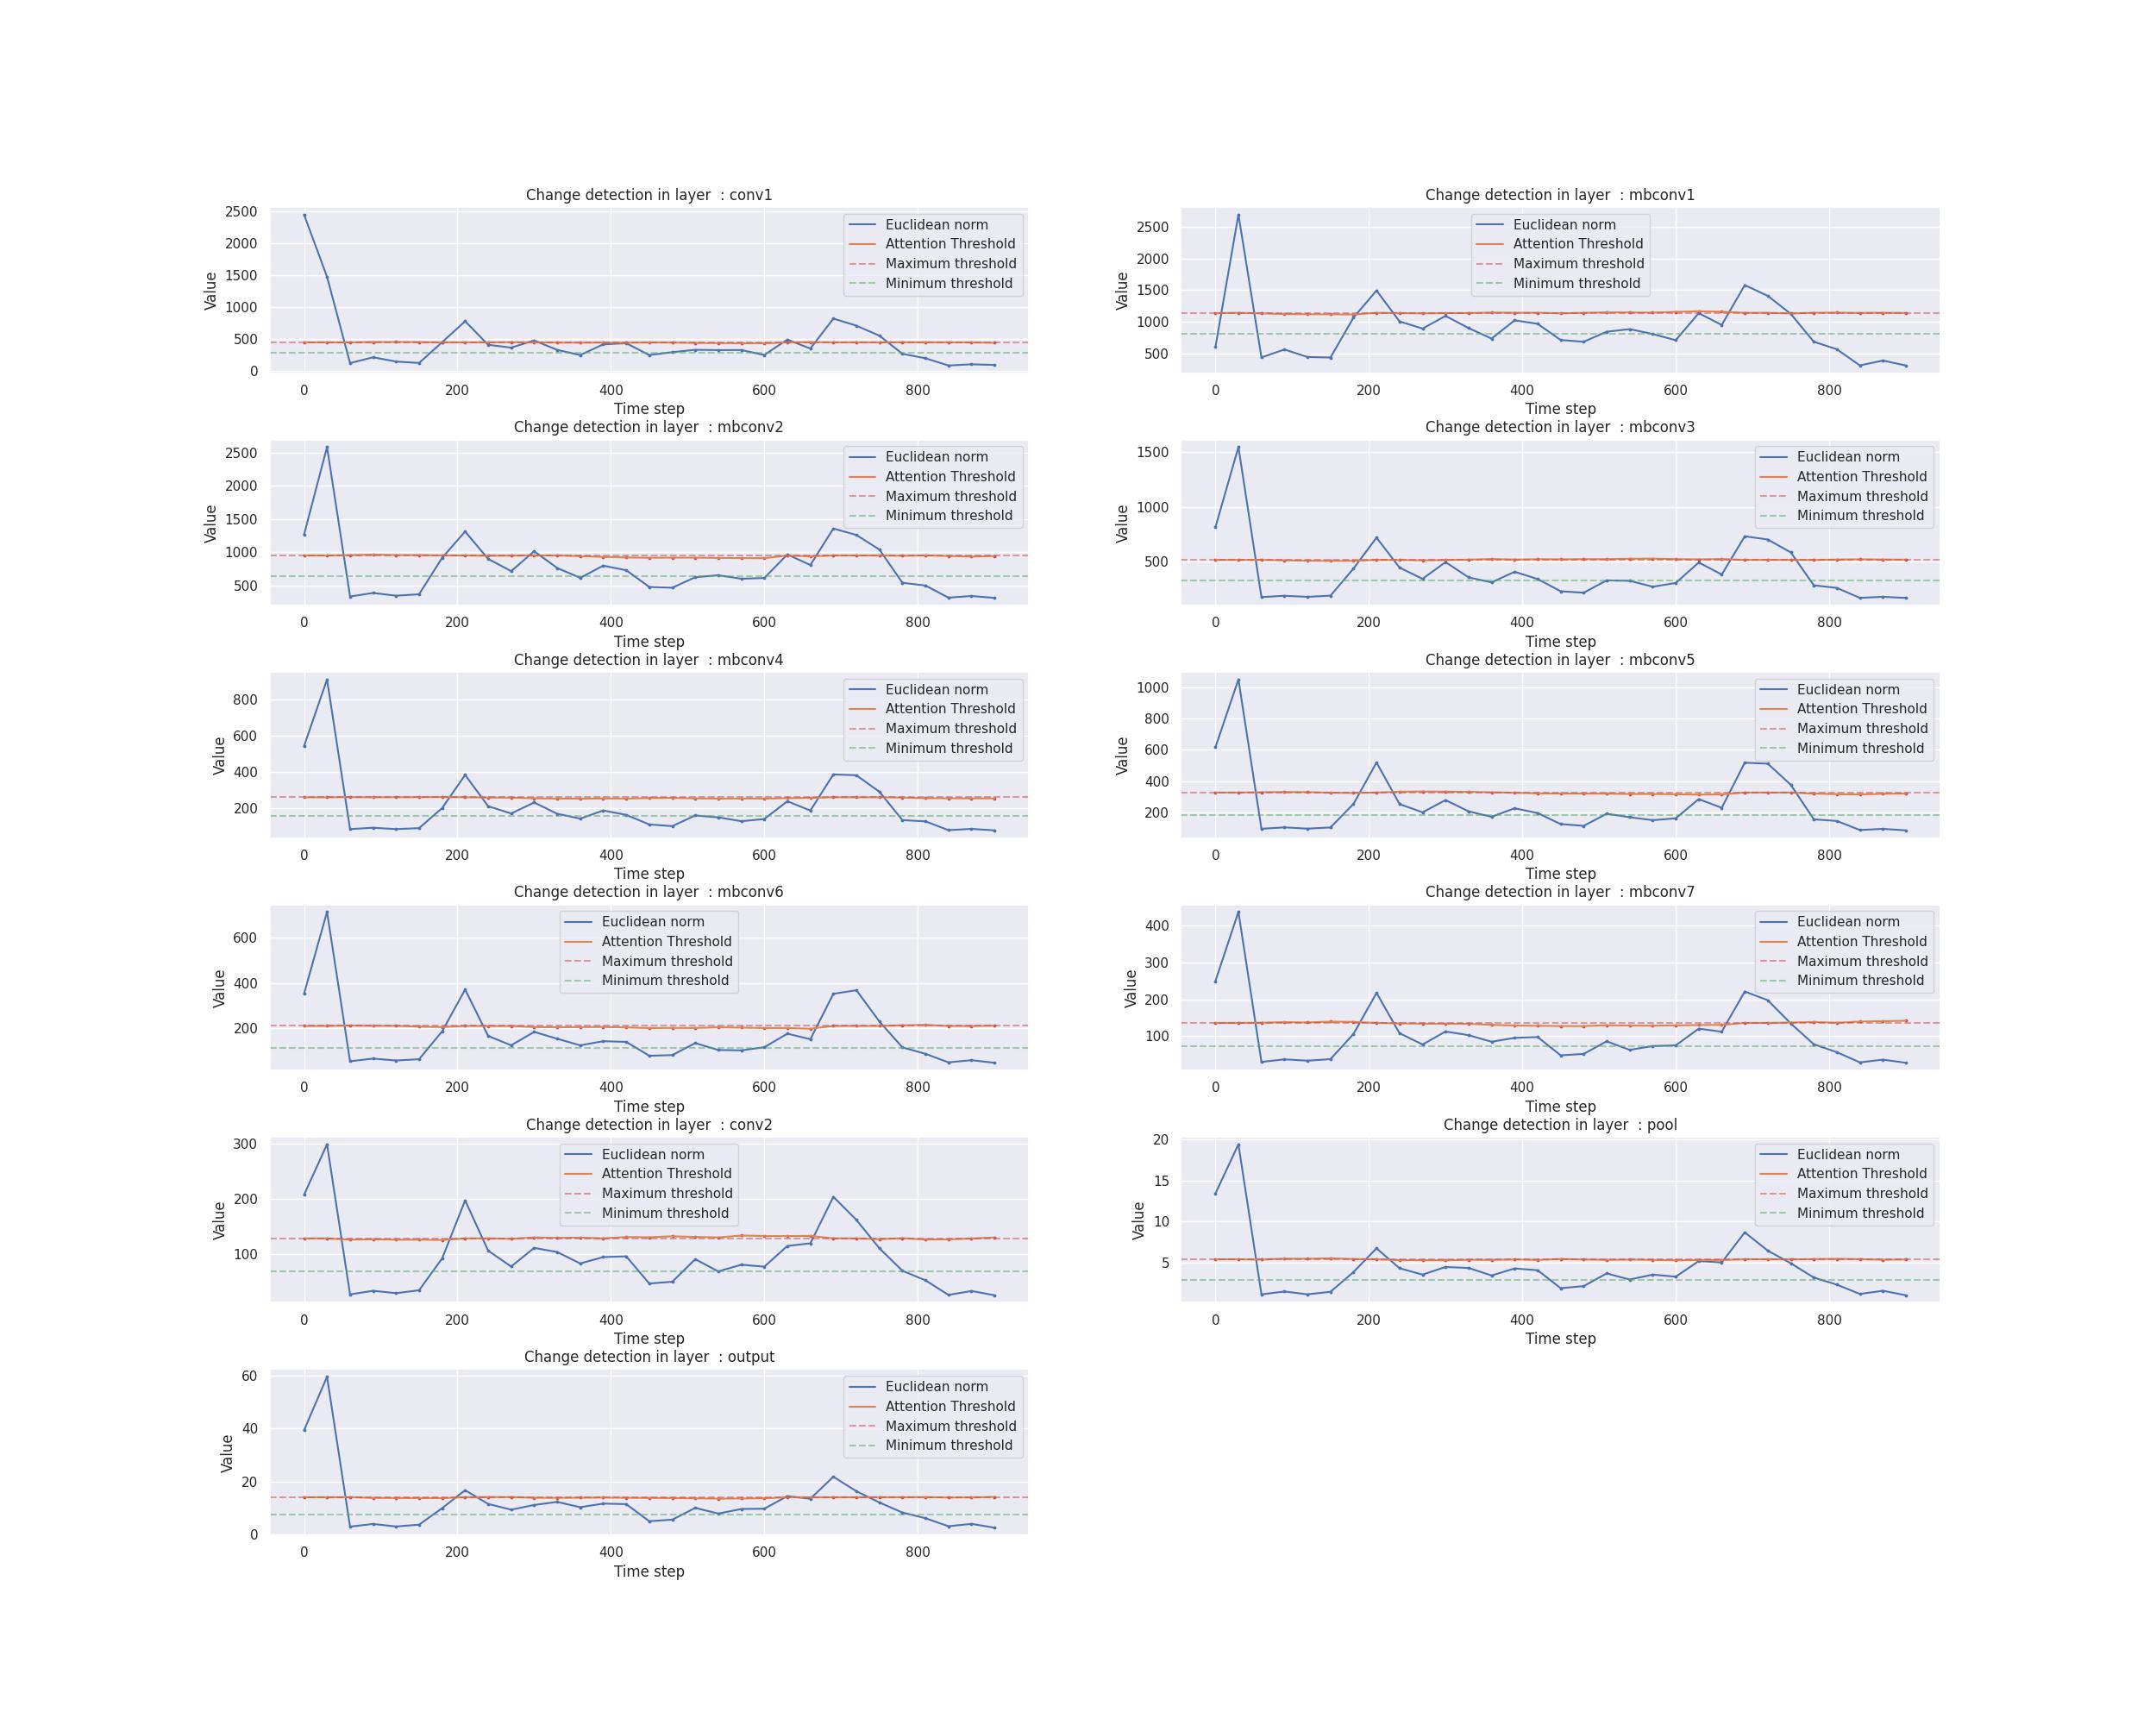 Change detection in layer  : conv1
Value
2500
2000
1500
1000
500
0
Euclidean norm
Attention Threshold
Maximum threshold
Minimum threshold
0 200 400 600 800
Time step
Change detection in layer  : mbconv1
Value
2500
2000
1500
1000
500
Euclidean norm
Attention Threshold
Maximum threshold
Minimum threshold
0 200 400 600 800
Time step
Change detection in layer  : mbconv2
Value
2500
2000
1500
1000
500
Euclidean norm
Attention Threshold
Maximum threshold
Minimum threshold
0 200 400 600 800
Time step
Change detection in layer  : mbconv3
Value
1500
1000
500
Euclidean norm
Attention Threshold
Maximum threshold
Minimum threshold
0 200 400 600 800
Time step
Change detection in layer  : mbconv4
Value
800
600
400
200
Euclidean norm
Attention Threshold
Maximum threshold
Minimum threshold
0 200 400 600 800
Time step
Change detection in layer  : mbconv5
Value
1000
800
600
400
200
Euclidean norm
Attention Threshold
Maximum threshold
Minimum threshold
0 200 400 600 800
Time step
Change detection in layer  : mbconv6
Value
600
400
200
Euclidean norm
Attention Threshold
Maximum threshold
Minimum threshold
0 200 400 600 800
Time step
Change detection in layer  : mbconv7
Value
400
300
200
100
Euclidean norm
Attention Threshold
Maximum threshold
Minimum threshold
0 200 400 600 800
Time step
Change detection in layer  : conv2
Value
300
200
100
Euclidean norm
Attention Threshold
Maximum threshold
Minimum threshold
0 200 400 600 800
Time step
Change detection in layer  : pool
Value
20
15
10
5
Euclidean norm
Attention Threshold
Maximum threshold
Minimum threshold
0 200 400 600 800
Time step
Change detection in layer  : output
Value
60
40
20
0
Euclidean norm
Attention Threshold
Maximum threshold
Minimum threshold
0 200 400 600 800
Time step